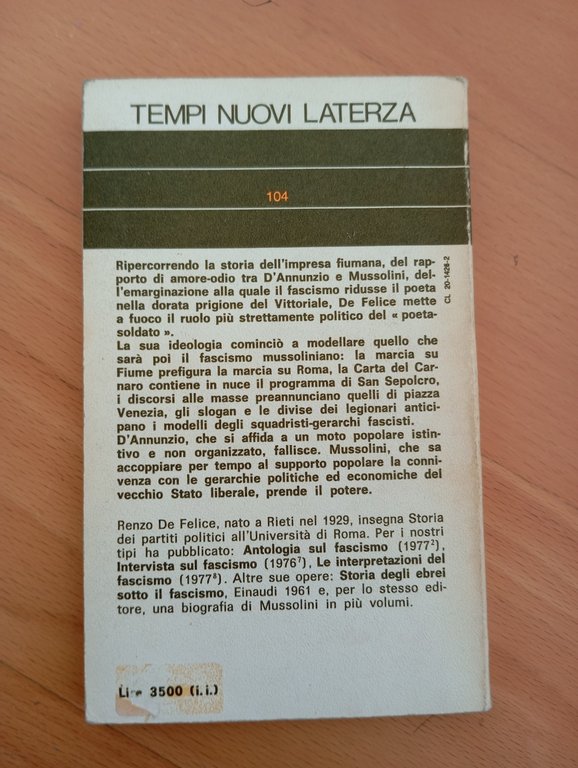 TEMPI NUOVI LATERZA
104
Ripercorrendo la storia dell'impresa fiumana, del rap-
porto di amore-odio tra D'Annunzio e Mussolini, del-
l'emarginazione alla quale il fascismo ridusse il poeta
nella dorata prigione del Vittoriale, De Felice mette
a fuoco il ruolo più strettamente politico del « poeta-
soldato ».
La sua ideologia cominciò a modellare quello che
sarà poi il fascismo mussoliniano: la marcia su
Fiume prefigura la marcia su Roma, la Carta del Car-
naro contiene in nuce il programma di San Sepolcro,
i discorsi alle masse preannunciano quelli di piazza
Venezia, gli slogan e le divise dei legionari antici-
pano i modelli degli squadristi-gerarchi fascisti.
D'Annunzio, che si affida a un moto popolare istin-
tivo e non organizzato, fallisce. Mussolini, che sa
accoppiare per tempo al supporto popolare la conni-
venza con le gerarchie politiche ed economiche del
vecchio Stato liberale, prende il potere.
Renzo De Felice, nato a Rieti nel 1929, insegna Storia
dei partiti politici all'Università di Roma. Per i nostri
tipi ha pubblicato: Antologia sul fascismo (1977²),
Intervista sul fascismo (1976⁷), Le interpretazioni del
fascismo (1977⁸). Altre sue opere: Storia degli ebrei
sotto il fascismo, Einaudi 1961 e, per lo stesso edi-
tore, una biografia di Mussolini in più volumi.
Lire 3500 (i.i.)
CL 20-1426-2